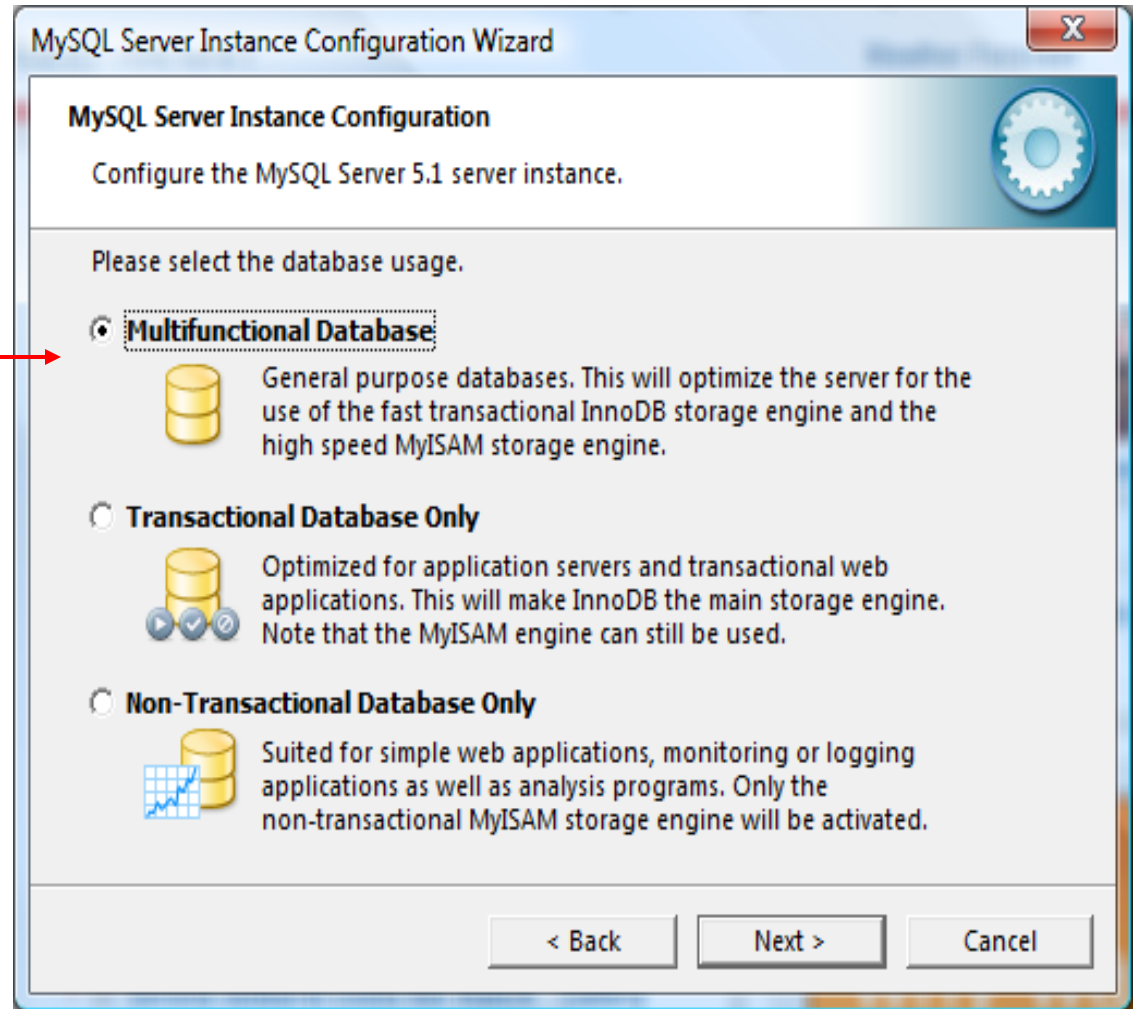 MySQL Server Instance Configuration Wizard
X
MySQL Server Instance Configuration
Configure the MySQL Server 5.1 server instance.
Please select the database usage.
Multifunctional Database
General purpose databases. This will optimize the server for the
use of the fast transactional InnoDB storage engine and the
high speed MyISAM storage engine.
Transactional Database Only
Optimized for application servers and transactional web
applications. This will make InnoDB the main storage engine.
Note that the MyISAM engine can still be used.
Non-Transactional Database Only
Suited for simple web applications, monitoring or logging
applications as well as analysis programs. Only the
non-transactional MyISAM storage engine will be activated.
< Back
Next >
Cancel